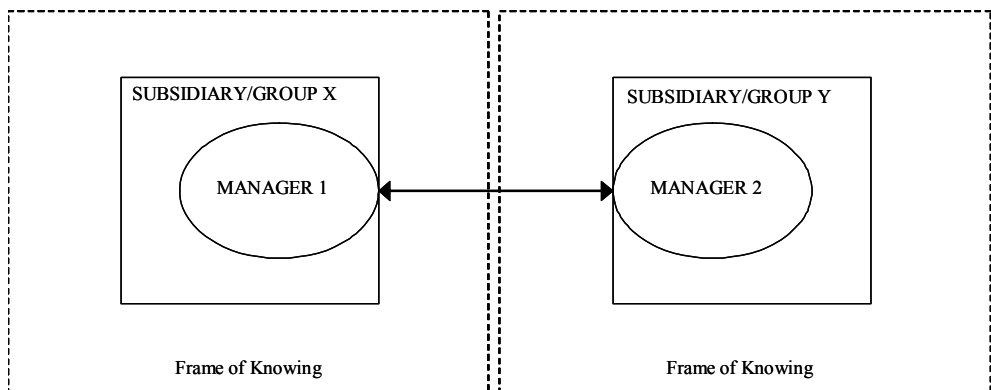 SUBSIDIARY/GROUP X
MANAGER 1
Frame of Knowing
SUBSIDIARY/GROUP Y
MANAGER 2
Frame of Knowing